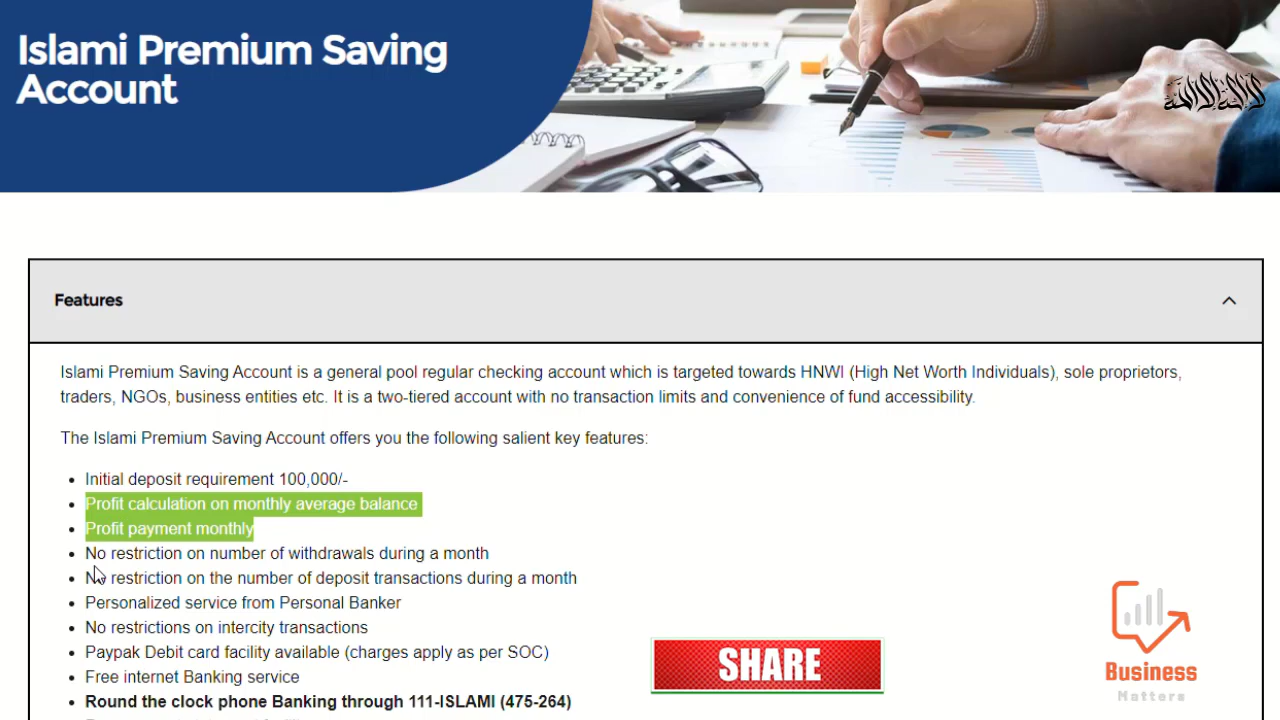 Islami Premium Saving
Account
لا إله إلا الله
Features
Islami Premium Saving Account is a general pool regular checking account which is targeted towards HNWI (High Net Worth Individuals), sole proprietors,
traders, NGOs, business entities etc. It is a two-tiered account with no transaction limits and convenience of fund accessibility.
The Islami Premium Saving Account offers you the following salient key features:
Initial deposit requirement 100,000/-
Profit calculation on monthly average balance
Profit payment monthly
No restriction on number of withdrawals during a month
No restriction on the number of deposit transactions during a month
Personalized service from Personal Banker
No restrictions on intercity transactions
Paypak Debit card facility available (charges apply as per SOC)
Free internet Banking service
Round the clock phone Banking through 111-ISLAMI (475-264)
SHARE
Business
Matters